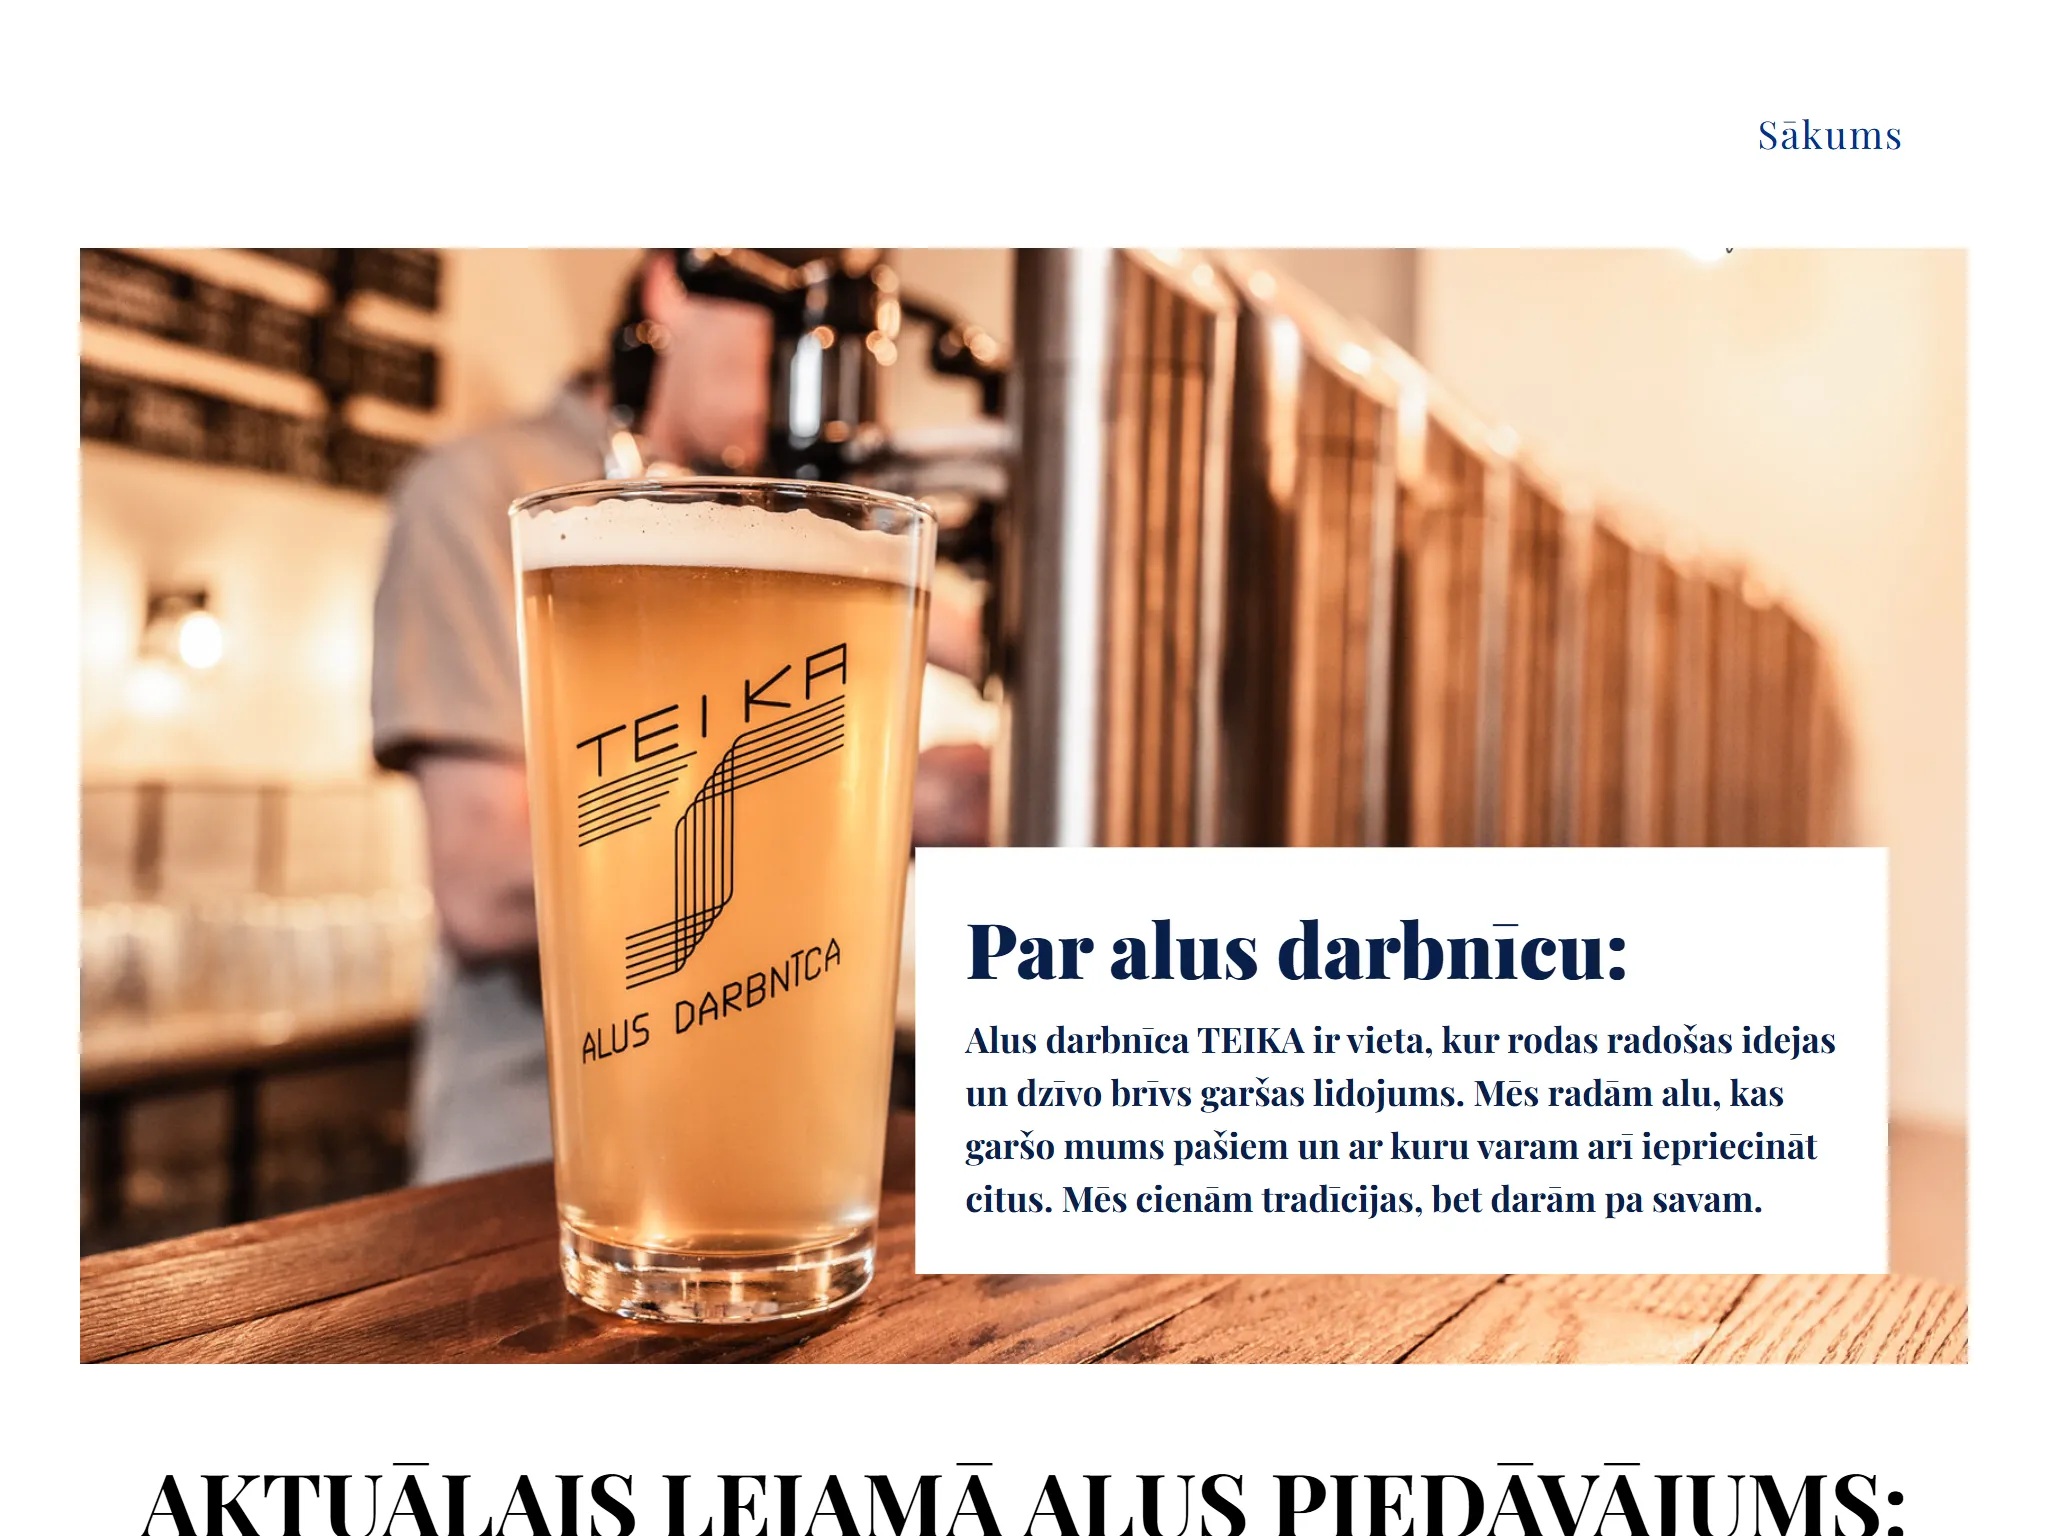 Sākums
TEIKA
ALUS DARBNĪCA
Par alus darbnīcu:
Alus darbnīca TEIKA ir vieta, kur rodas radošas idejas
un dzīvo brīvs garšas lidojums. Mēs radām alu, kas
garšo mums pašiem un ar kuru varam arī iepriecināt
citus. Mēs cienām tradīcijas, bet darām pa savam.
AKTUĀLAIS LEJAMĀ ALUS PIEDĀVĀJUMS: